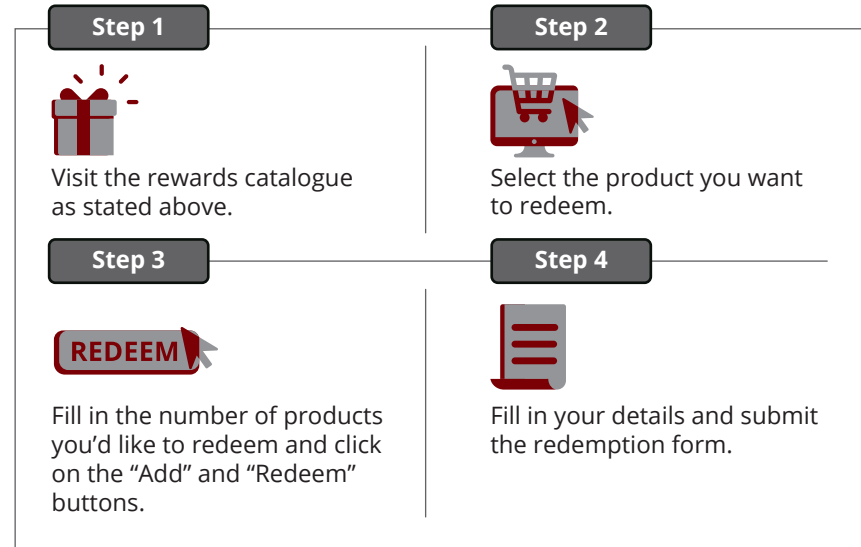 Step 1
Visit the rewards catalogue
as stated above.
Step 2
Select the product you want
to redeem.
Step 3
REDEEM
Fill in the number of products
you’d like to redeem and click
on the “Add” and “Redeem”
buttons.
Step 4
Fill in your details and submit
the redemption form.